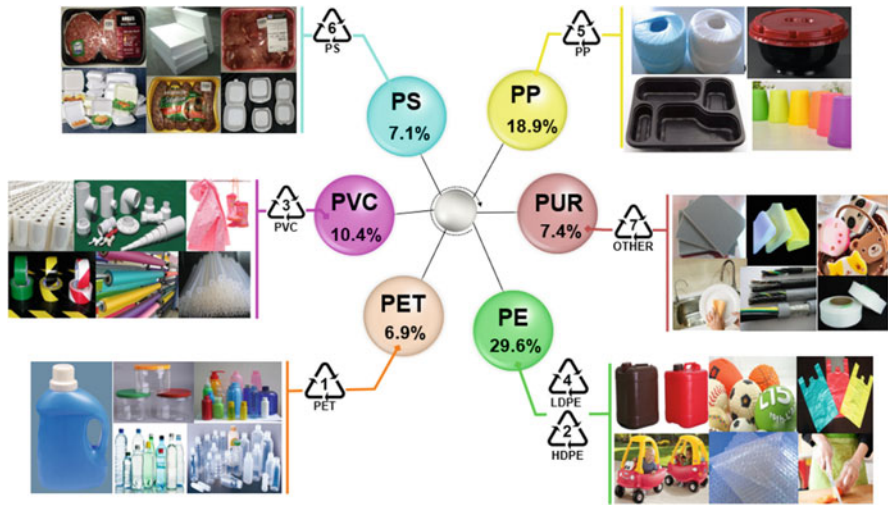 6
PS
5
PP
PS
7.1%
PP
18.9%
3
PVC
PVC
10.4%
PUR
7.4%
7
OTHER
PET
6.9%
PE
29.6%
1
PET
4
LDPE
2
HDPE
LTS